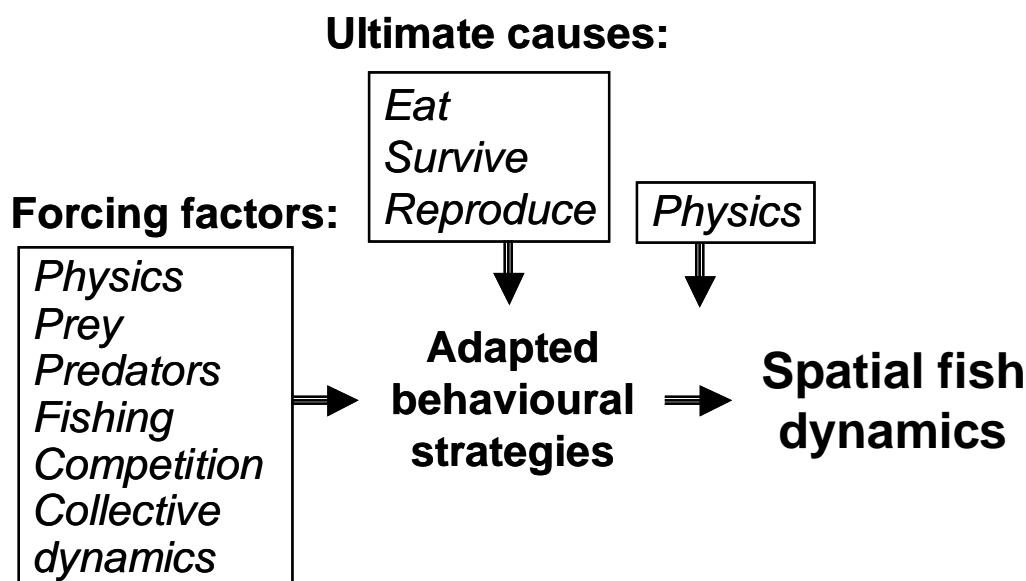 Ultimate causes:
Eat
Survive
Reproduce
Physics
Forcing factors:
Physics
Prey
Predators
Fishing
Competition
Collective
dynamics
Adapted
behavioural
strategies
Spatial fish
dynamics